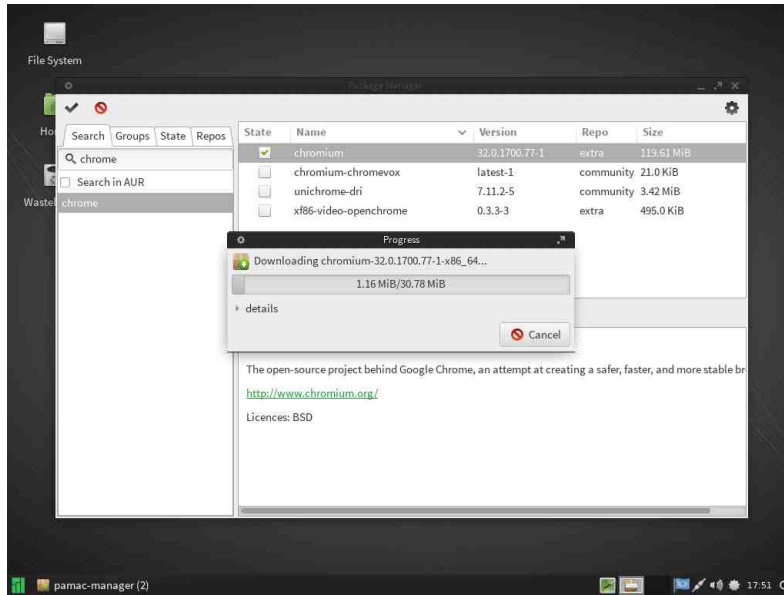 File System
Package Manager
Ho
Waste
Search Groups State Repos
chrome
Search in AUR
chrome
State Name Version Repo Size
chromium 32.0.1700.77-1 extra 119.61 MiB
chromium-chromevox latest-1 community 21.0 KiB
unichrome-dri 7.11.2-5 community 3.42 MiB
xf86-video-openchrome 0.3.3-3 extra 495.0 KiB
Progress
Downloading chromium-32.0.1700.77-1-x86_64...
1.16 MiB/30.78 MiB
details
Cancel
The open-source project behind Google Chrome, an attempt at creating a safer, faster, and more stable br
http://www.chromium.org/
Licences: BSD
pamac-manager (2)
17:51